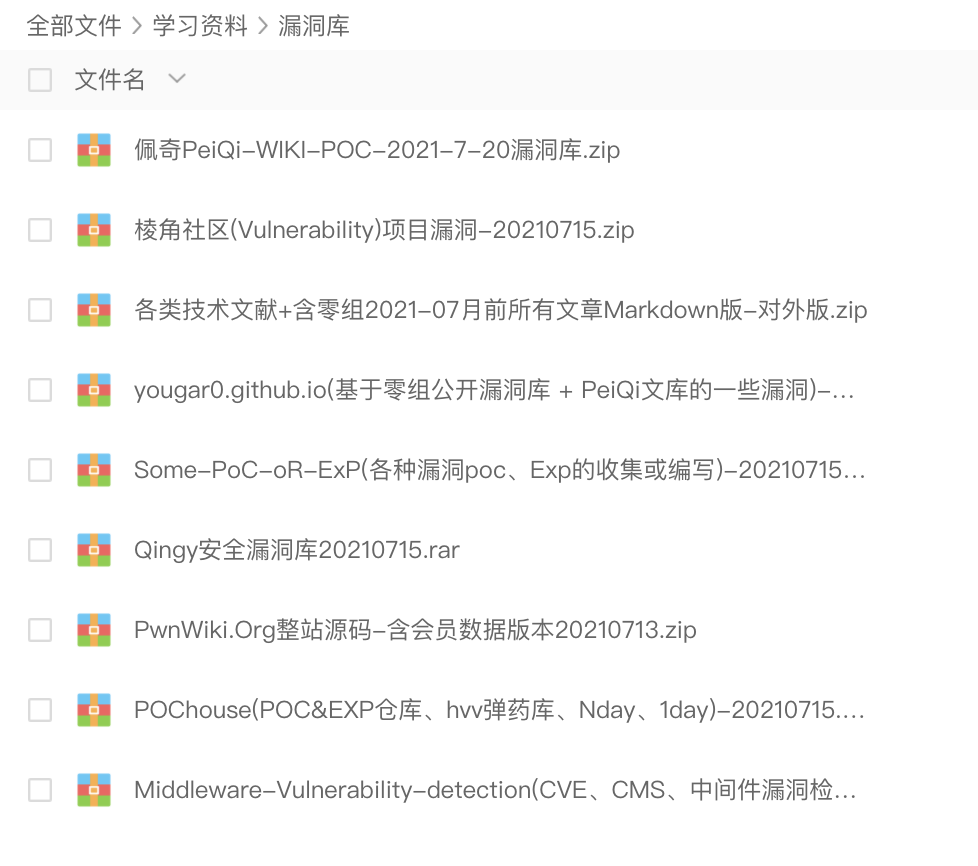 全部文件 > 学习资料 > 漏洞库
文件名
佩奇PeiQi-WIKI-POC-2021-7-20漏洞库.zip
棱角社区(Vulnerability)项目漏洞-20210715.zip
各类技术文献+含零组2021-07月前所有文章Markdown版-对外版.zip
yougar0.github.io(基于零组公开漏洞库 + PeiQi文库的一些漏洞)-...
Some-PoC-oR-ExP(各种漏洞poc、Exp的收集或编写)-20210715...
Qingy安全漏洞库20210715.rar
PwnWiki.Org整站源码-含会员数据版本20210713.zip
POChouse(POC&EXP仓库、hvv弹药库、Nday、1day)-20210715....
Middleware-Vulnerability-detection(CVE、CMS、中间件漏洞检...